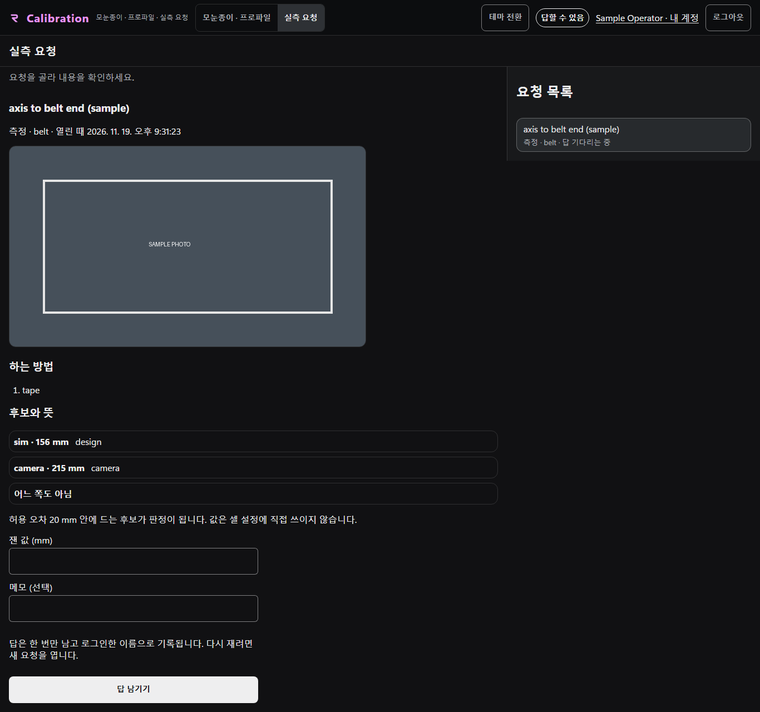 Calibration
모눈종이 · 프로파일 · 실측 요청
모눈종이 · 프로파일
실측 요청
테마 전환
답할 수 있음
Sample Operator · 내 계정
로그아웃
실측 요청
요청을 골라 내용을 확인하세요.
axis to belt end (sample)
측정 · belt · 열린 때 2026. 11. 19. 오후 9:31:23
SAMPLE PHOTO
하는 방법
1. tape
후보와 뜻
sim · 156 mm design
camera · 215 mm camera
어느 쪽도 아님
허용 오차 20 mm 안에 드는 후보가 판정이 됩니다. 값은 셀 설정에 직접 쓰이지 않습니다.
잰 값 (mm)
메모 (선택)
답은 한 번만 남고 로그인한 이름으로 기록됩니다. 다시 재려면
새 요청을 엽니다.
답 남기기
요청 목록
axis to belt end (sample)
측정 · belt · 답 기다리는 중